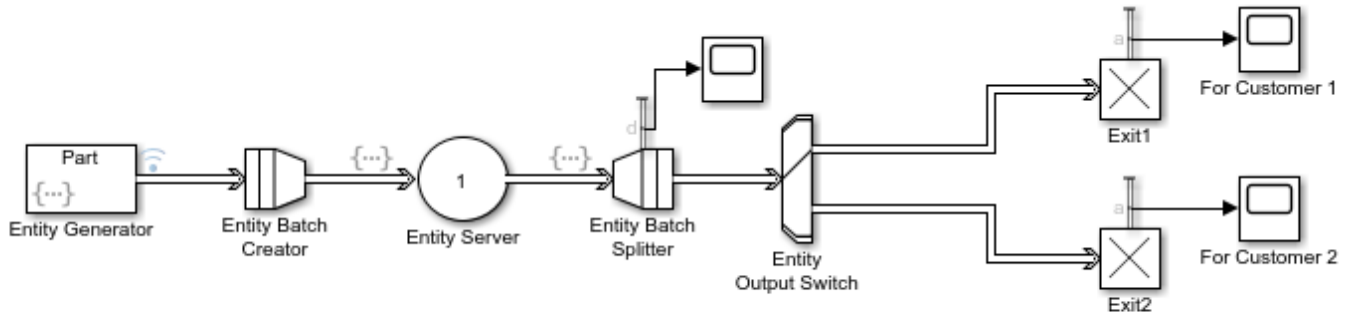 a
For Customer 1
Exit1
d
Part
{...}
Entity Generator
Entity Batch
Creator
{...}
1
Entity Server
{...}
Entity Batch
Splitter
Entity
Output Switch
a
For Customer 2
Exit2